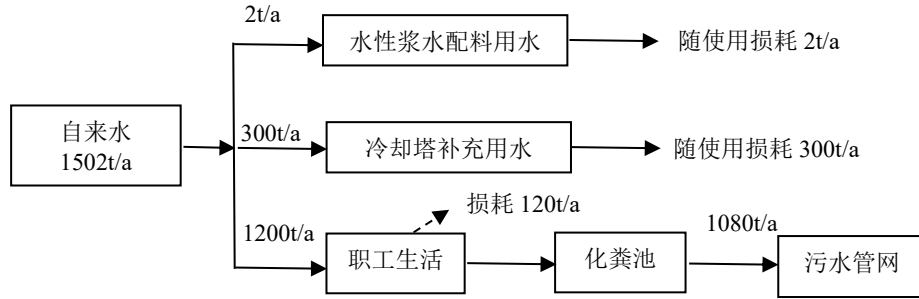 2t/a
水性浆水配料用水
随使用损耗 2t/a
自来水
1502t/a
300t/a
冷却塔补充用水
随使用损耗 300t/a
损耗 120t/a
1200t/a
职工生活
化粪池
1080t/a
污水管网